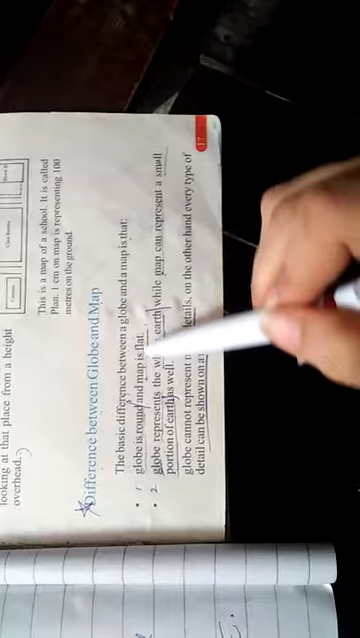 looking at that place from a height
overhead.
Canteen
Class Rooms
This is a map of a school. It is called
Plan. 1 cm on map is representing 100
metres on the ground.
Difference between Globe and Map
The basic difference between a globe and a map is that:
• 1 globe is round and map is flat.
• 2 globe represents the earth while map can represent a small
portion of earth as well.
globe cannot represent details, on the other hand every type of
detail can be shown on a
17